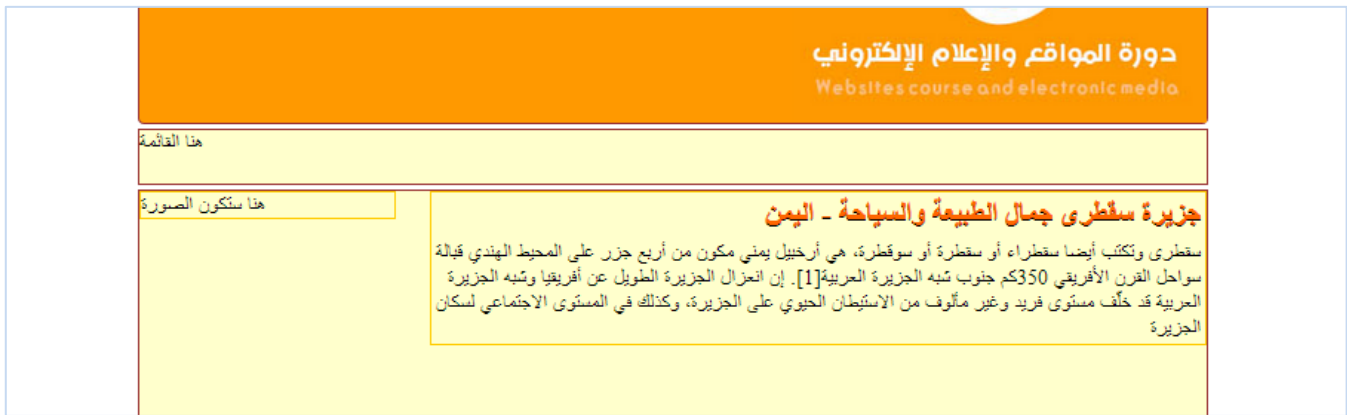 دورة المواقع والإعلام الإلكتروني
Websites course and electronic media
هنا القائمة
جزيرة سقطرى جمال الطبيعة والسياحة - اليمن
سقطرى وتكتب أيضا سقطراء أو سقطرة أو سوقطرة، هي أرخبيل يمني مكون من أربع جزر على المحيط الهندي قبالة
سواحل القرن الأفريقي 350كم جنوب شبه الجزيرة العربية[1]. إن انعزال الجزيرة الطويل عن أفريقيا وشبه الجزيرة
العربية قد خلّف مستوى فريد وغير مألوف من الاستيطان الحيوي على الجزيرة، وكذلك في المستوى الاجتماعي لسكان
الجزيرة
هنا ستكون الصورة